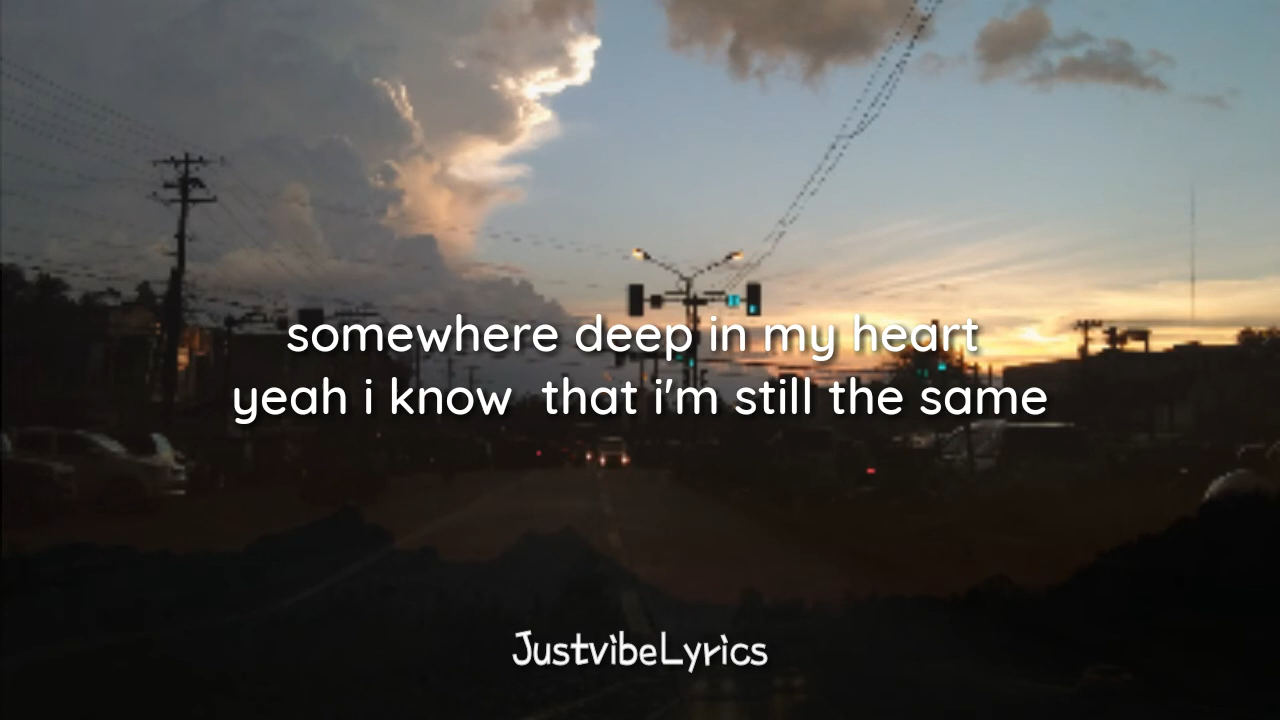 somewhere deep in my heart
yeah i know  that i'm still the same
JustvibeLyrics